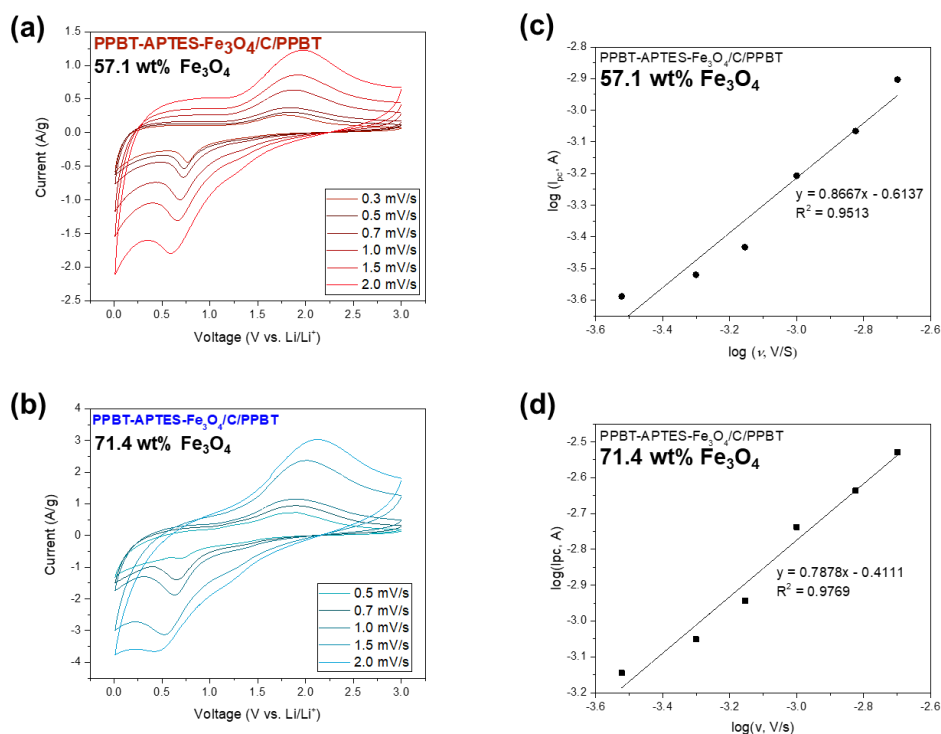 (a)
PPBT-APTES-Fe₃O₄/C/PPBT
57.1 wt% Fe₃O₄
1.5
1.0
0.5
0.0
-0.5
-1.0
-1.5
-2.0
-2.5
Current (A/g)
0.3 mV/s
0.5 mV/s
0.7 mV/s
1.0 mV/s
1.5 mV/s
2.0 mV/s
0.0 0.5 1.0 1.5 2.0 2.5 3.0
Voltage (V vs. Li/Li⁺)
(c)
PPBT-APTES-Fe₃O₄/C/PPBT
57.1 wt% Fe₃O₄
-2.8
-2.9
-3.0
-3.1
-3.2
-3.3
-3.4
-3.5
-3.6
log (Iₚc, A)
y = 0.8667x - 0.6137
R² = 0.9513
-3.6 -3.4 -3.2 -3.0 -2.8 -2.6
log (ν, V/S)
(b)
PPBT-APTES-Fe₃O₄/C/PPBT
71.4 wt% Fe₃O₄
4
3
2
1
0
-1
-2
-3
-4
Current (A/g)
0.5 mV/s
0.7 mV/s
1.0 mV/s
1.5 mV/s
2.0 mV/s
0.0 0.5 1.0 1.5 2.0 2.5 3.0
Voltage (V vs. Li/Li⁺)
(d)
PPBT-APTES-Fe₃O₄/C/PPBT
71.4 wt% Fe₃O₄
-2.5
-2.6
-2.7
-2.8
-2.9
-3.0
-3.1
-3.2
log(Ipc, A)
y = 0.7878x - 0.4111
R² = 0.9769
-3.6 -3.4 -3.2 -3.0 -2.8 -2.6
log(v, V/s)